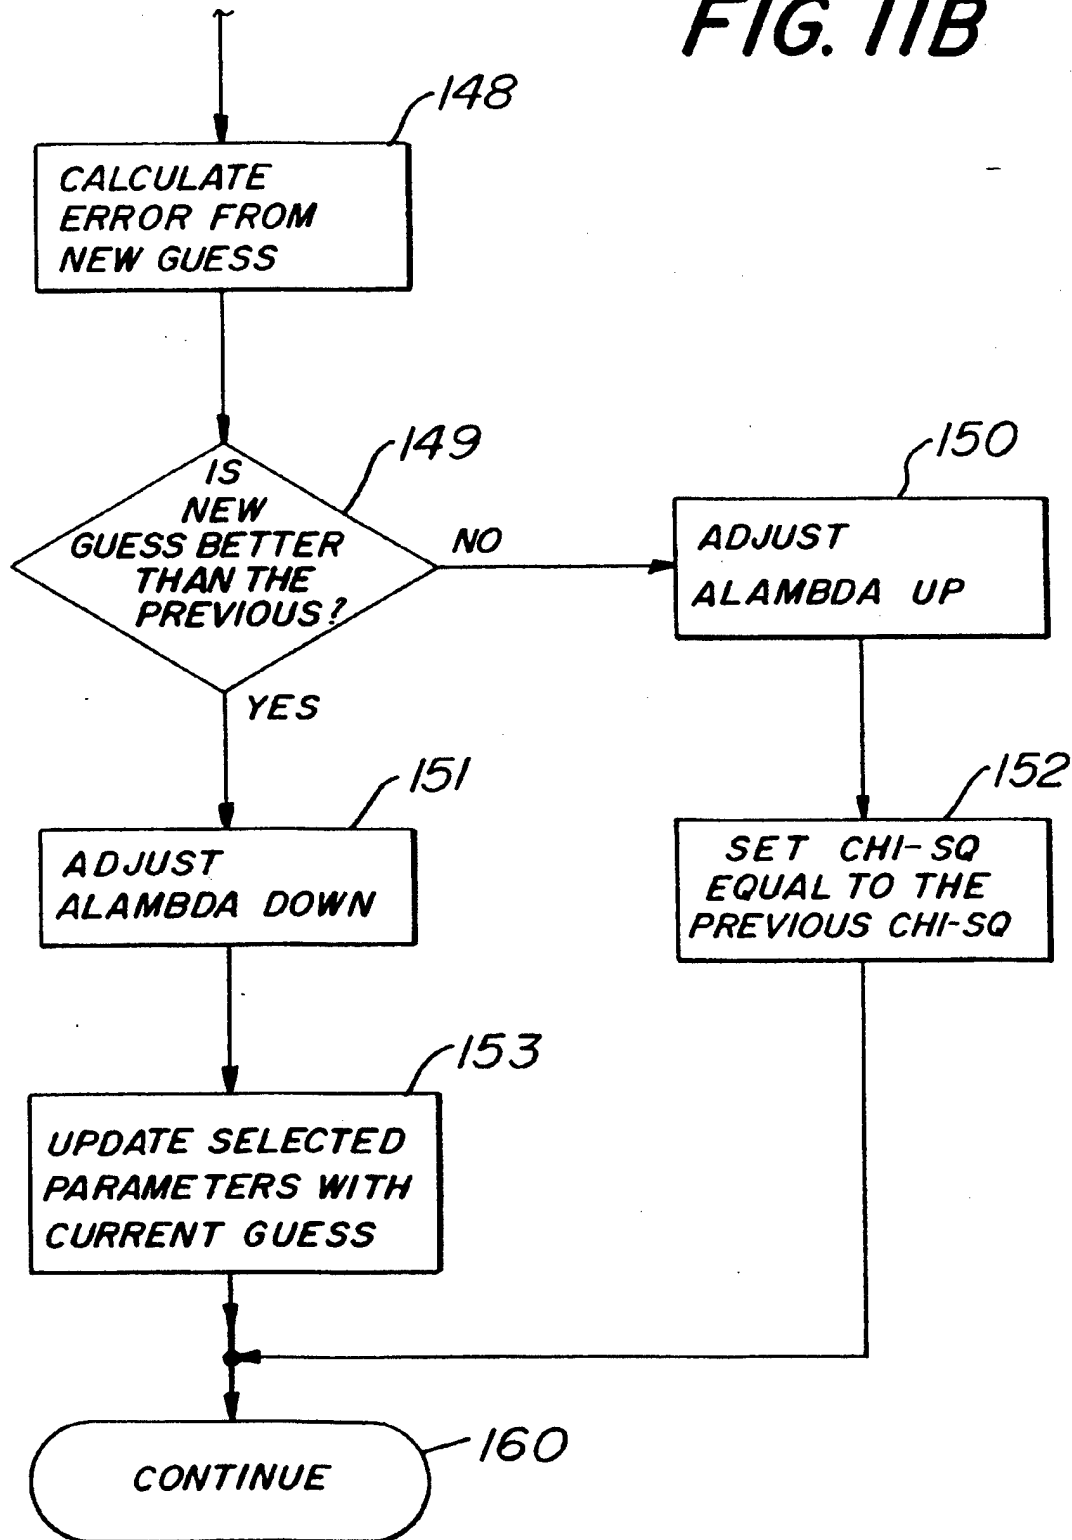 FIG. 11B
148
CALCULATE
ERROR FROM
NEW GUESS
149
IS
NEW
GUESS BETTER
THAN THE
PREVIOUS?
NO
YES
150
ADJUST
ALAMBDA UP
151
ADJUST
ALAMBDA DOWN
152
SET CHI-SQ
EQUAL TO THE
PREVIOUS CHI-SQ
153
UPDATE SELECTED
PARAMETERS WITH
CURRENT GUESS
160
CONTINUE